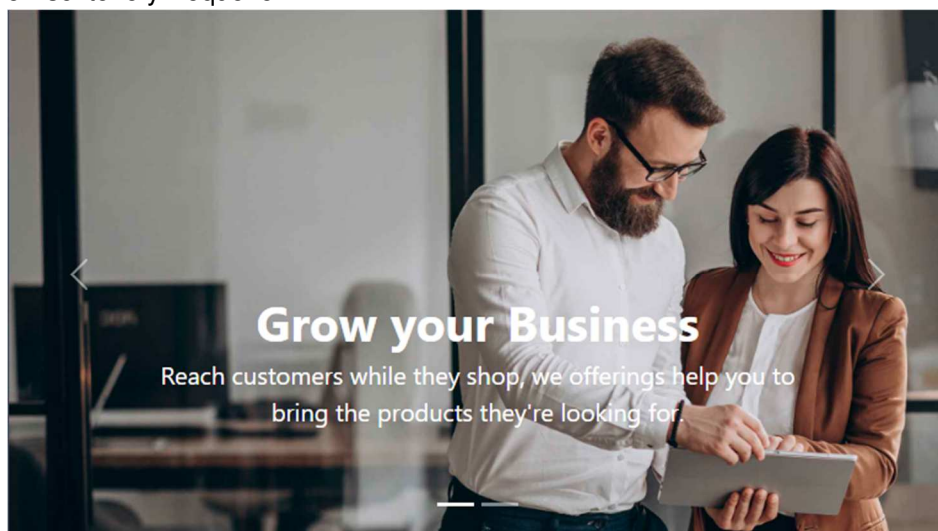 Grow your Business
Reach customers while they shop, we offerings help you to
bring the products they're looking for.